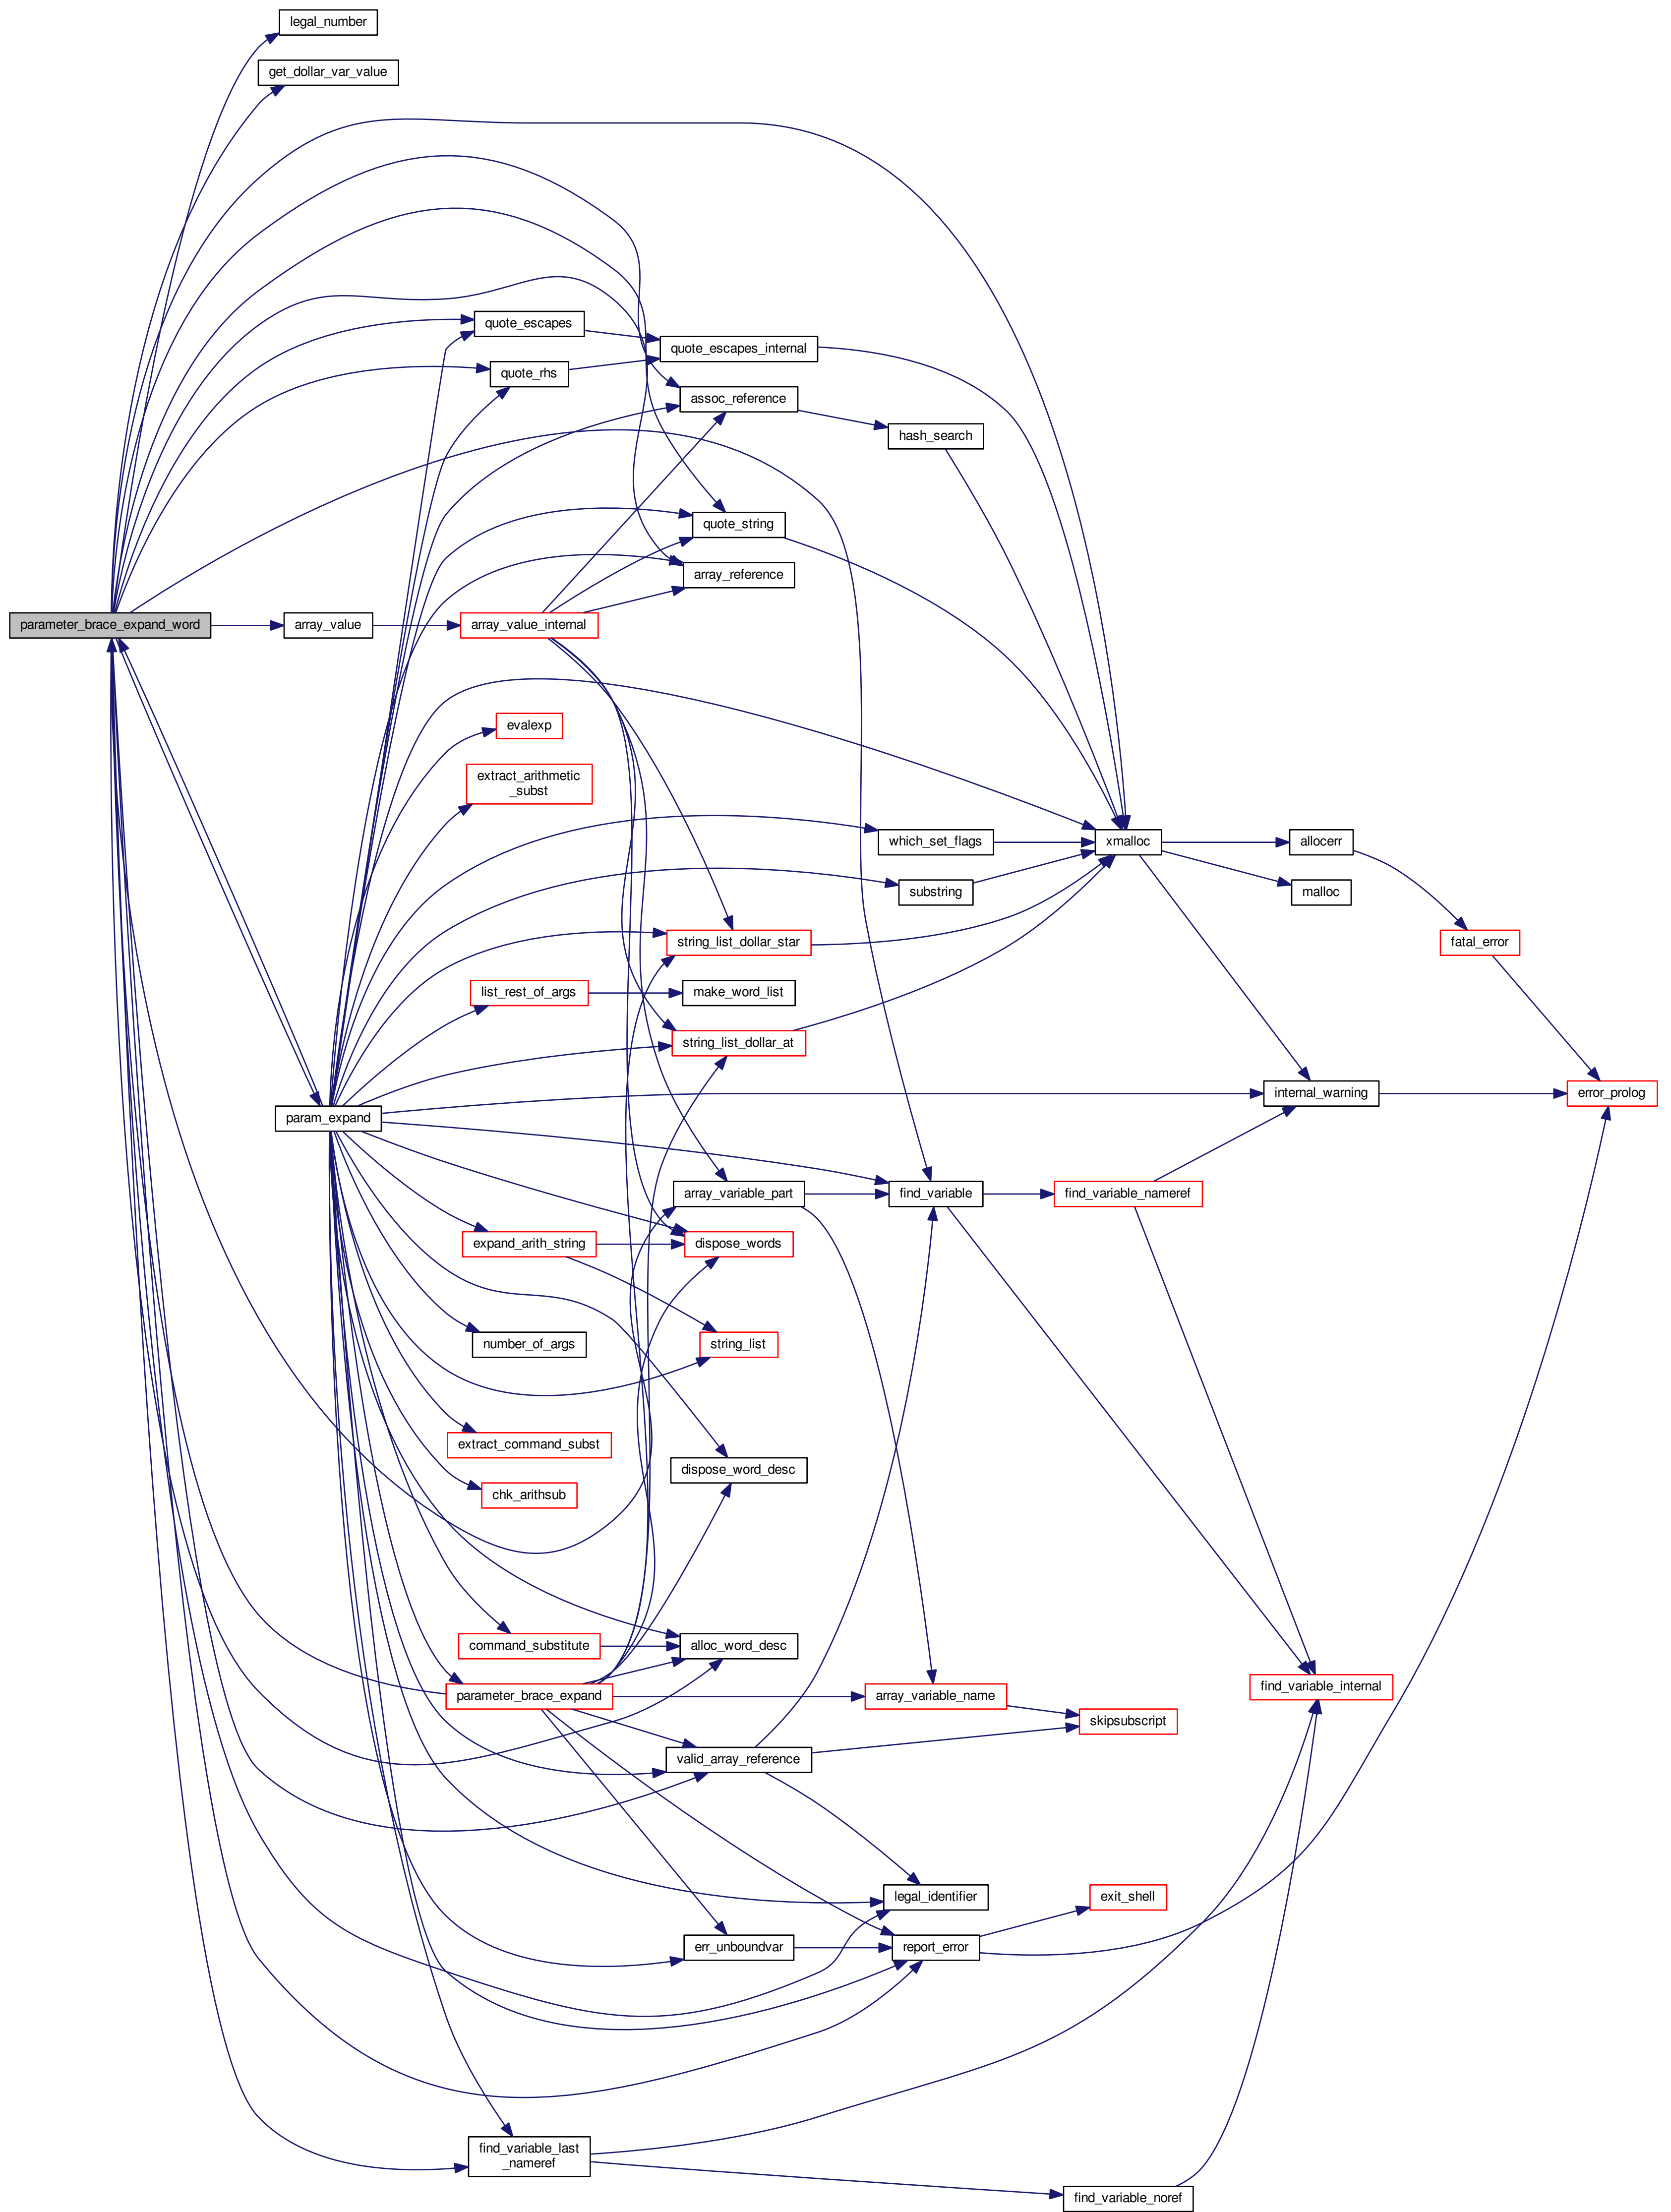 legal_number
get_dollar_var_value
quote_escapes
quote_escapes_internal
quote_rhs
assoc_reference
hash_search
quote_string
array_reference
parameter_brace_expand_word
array_value
array_value_internal
evalexp
extract_arithmetic
_subst
which_set_flags
xmalloc
allocerr
substring
malloc
string_list_dollar_star
fatal_error
list_rest_of_args
make_word_list
string_list_dollar_at
internal_warning
error_prolog
param_expand
array_variable_part
find_variable
find_variable_nameref
expand_arith_string
dispose_words
number_of_args
string_list
extract_command_subst
dispose_word_desc
chk_arithsub
command_substitute
alloc_word_desc
find_variable_internal
parameter_brace_expand
array_variable_name
skipsubscript
valid_array_reference
legal_identifier
exit_shell
err_unboundvar
report_error
find_variable_last
_nameref
find_variable_noref